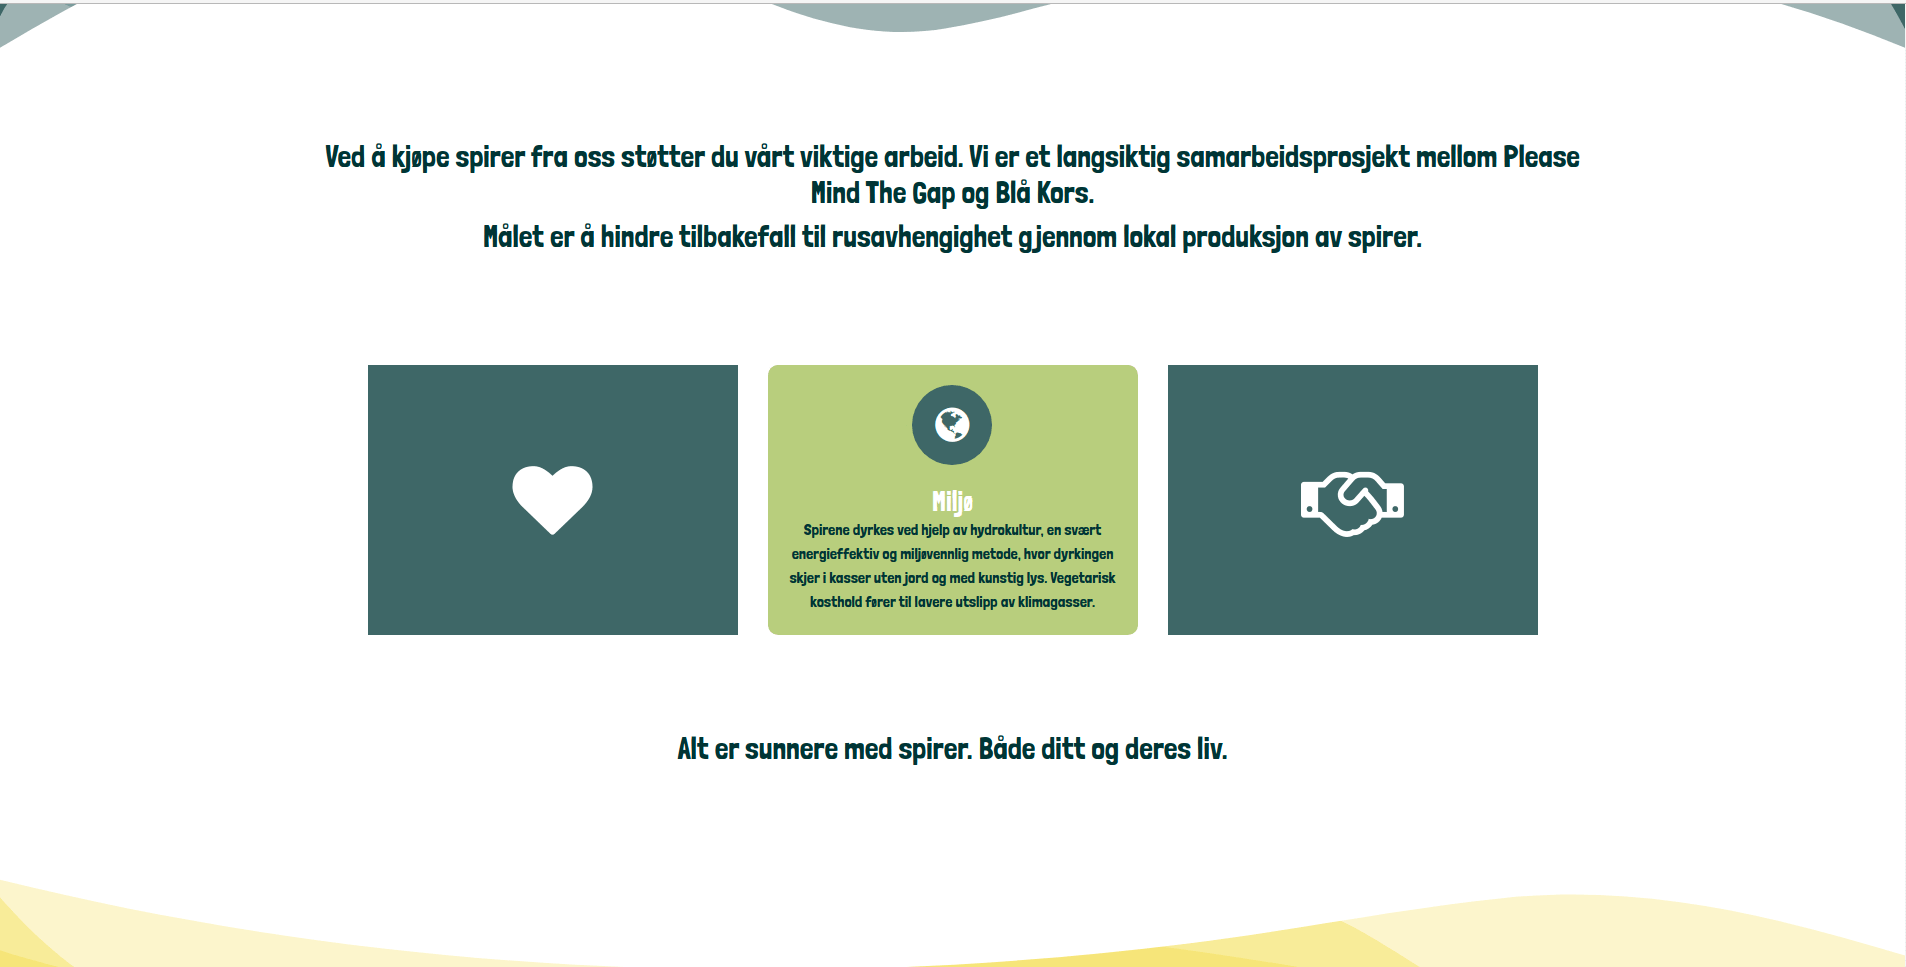 Ved å kjøpe spirer fra oss støtter du vårt viktige arbeid. Vi er et langsiktig samarbeidsprosjekt mellom Please
Mind The Gap og Blå Kors.
Målet er å hindre tilbakefall til rusavhengighet gjennom lokal produksjon av spirer.
Miljø
Spirene dyrkes ved hjelp av hydrokultur, en svært
energieffektiv og miljøvennlig metode, hvor dyrkingen
skjer i kasser uten jord og med kunstig lys. Vegetarisk
kosthold fører til lavere utslipp av klimagasser.
Alt er sunnere med spirer. Både ditt og deres liv.